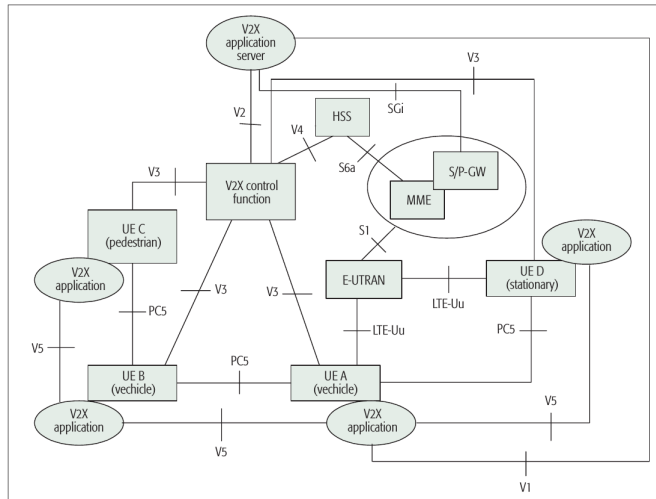 V2X
application
server
V3
SGi
V2
HSS
V4
S6a
S/P-GW
MME
V3
V2X control
function
UE C
(pedestrian)
V2X
application
S1
V2X
application
E-UTRAN
UE D
(stationary)
LTE-Uu
V3
V3
PC5
LTE-Uu
PC5
V5
UE B
(vechicle)
PC5
UE A
(vechicle)
V2X
application
V5
V2X
application
V5
V1